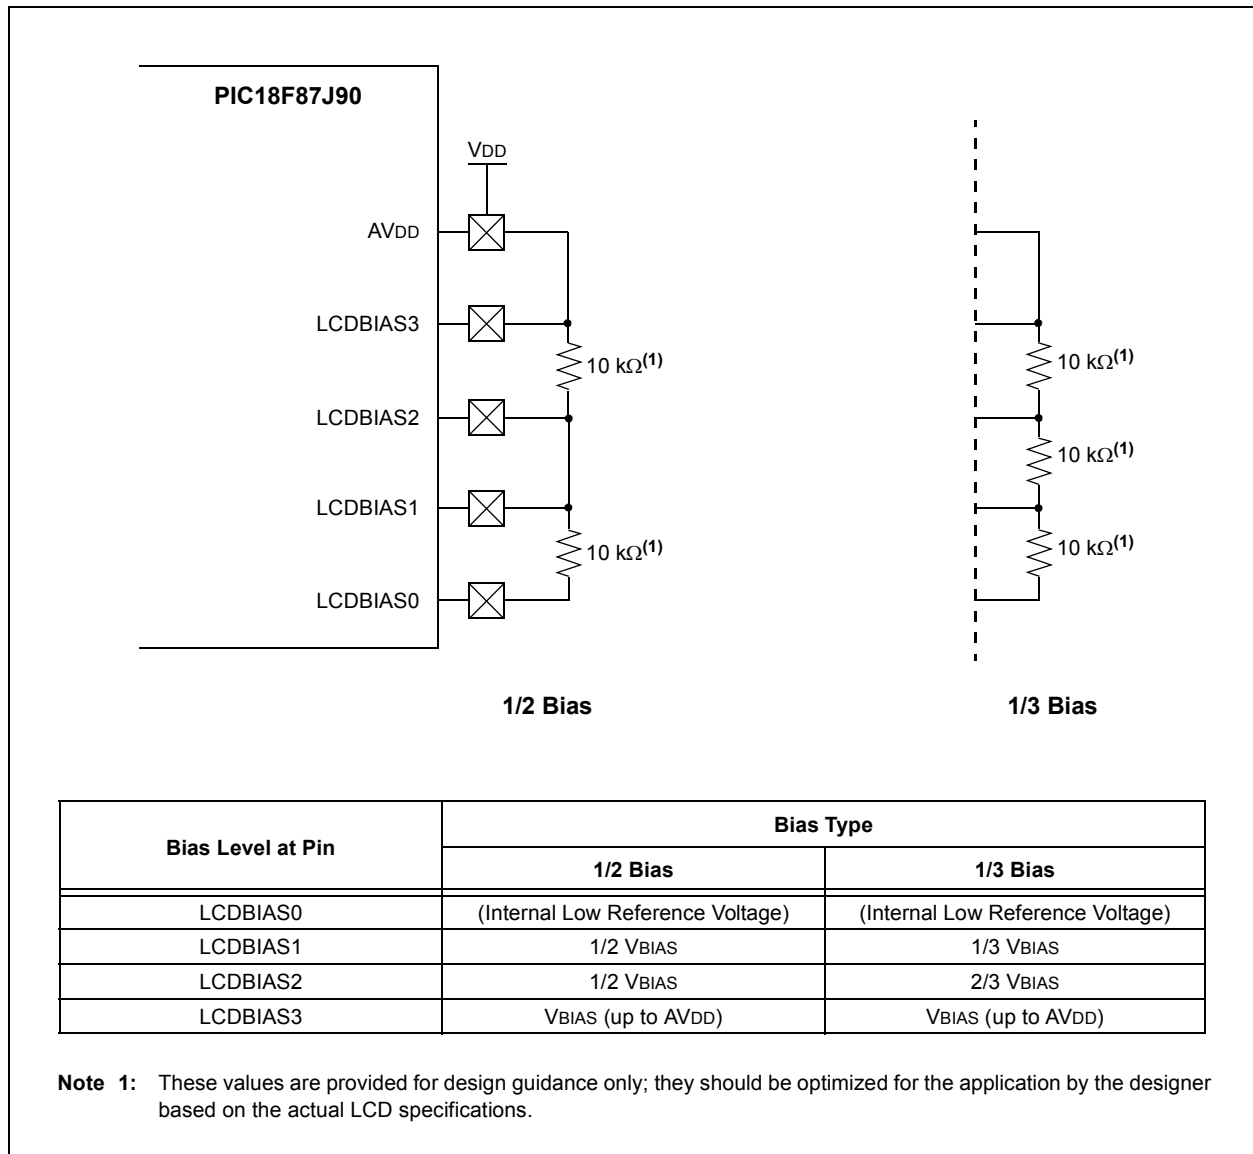 PIC18F87J90
VDD
AVDD
LCDBIAS3
10 kΩ(1)
10 kΩ(1)
LCDBIAS2
10 kΩ(1)
LCDBIAS1
10 kΩ(1)
10 kΩ(1)
LCDBIAS0
1/2 Bias
1/3 Bias
Bias Level at Pin
Bias Type
1/2 Bias
1/3 Bias
LCDBIAS0 (Internal Low Reference Voltage) (Internal Low Reference Voltage)
LCDBIAS1 1/2 VBIAS 1/3 VBIAS
LCDBIAS2 1/2 VBIAS 2/3 VBIAS
LCDBIAS3 VBIAS (up to AVDD) VBIAS (up to AVDD)
Note 1: These values are provided for design guidance only; they should be optimized for the application by the designer
based on the actual LCD specifications.